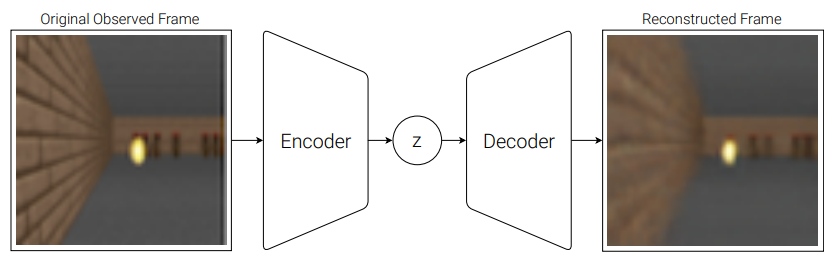 Original Observed Frame
Reconstructed Frame
Encoder
z
Decoder